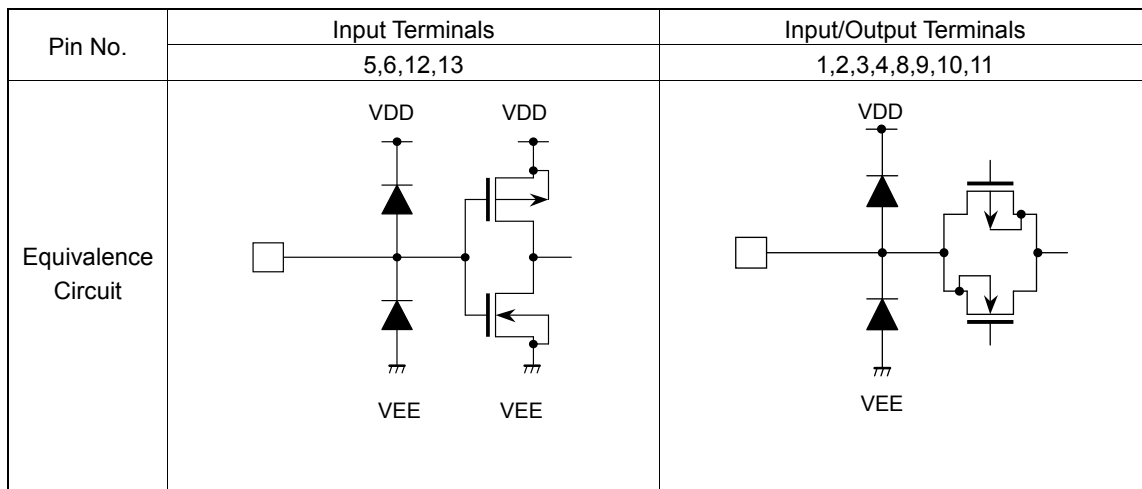 Pin No.
Input Terminals
Input/Output Terminals
5,6,12,13
1,2,3,4,8,9,10,11
Equivalence
Circuit
VDD
VDD
VEE
VEE
VDD
VEE